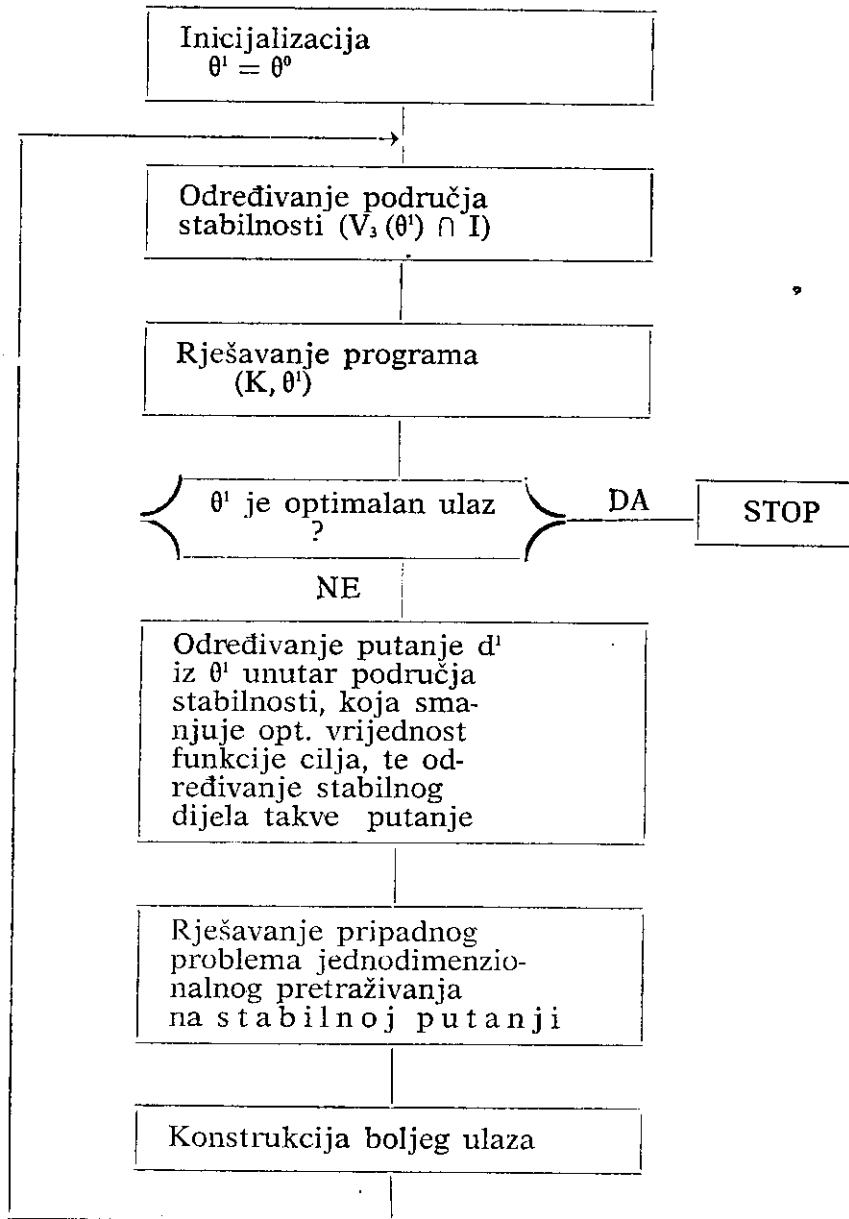 Inicijalizacija
θ¹ = θ⁰
Određivanje područja
stabilnosti (V₃ (θ¹) ∩ I)
Rješavanje programa
(K, θ¹)
θ¹ je optimalan ulaz
?
DA
STOP
NE
Određivanje putanje d¹
iz θ¹ unutar područja
stabilnosti, koja sma-
njuje opt. vrijednost
funkcije cilja, te od-
ređivanje stabilnog
dijela takve putanje
Rješavanje pripadnog
problema jednodimenzio-
nalnog pretraživanja
na stabilnoj putanji
Konstrukcija boljeg ulaza